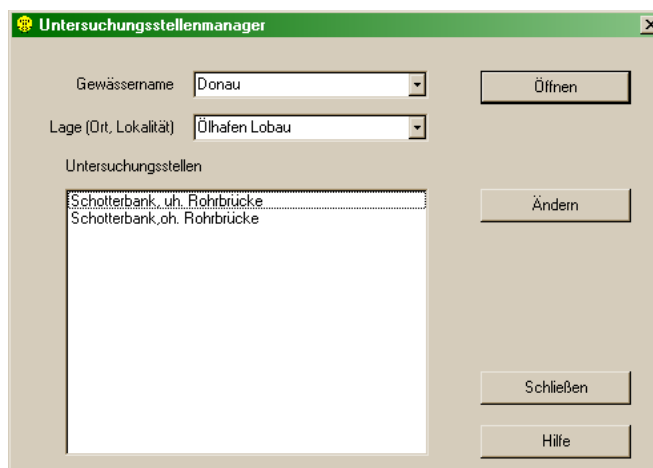 Untersuchungsstellenmanager
Gewässername
Donau
Öffnen
Lage (Ort, Lokalität)
Ölhafen Lobau
Untersuchungsstellen
Schotterbank, uh. Rohrbrücke
Schotterbank,oh. Rohrbrücke
Ändern
Schließen
Hilfe